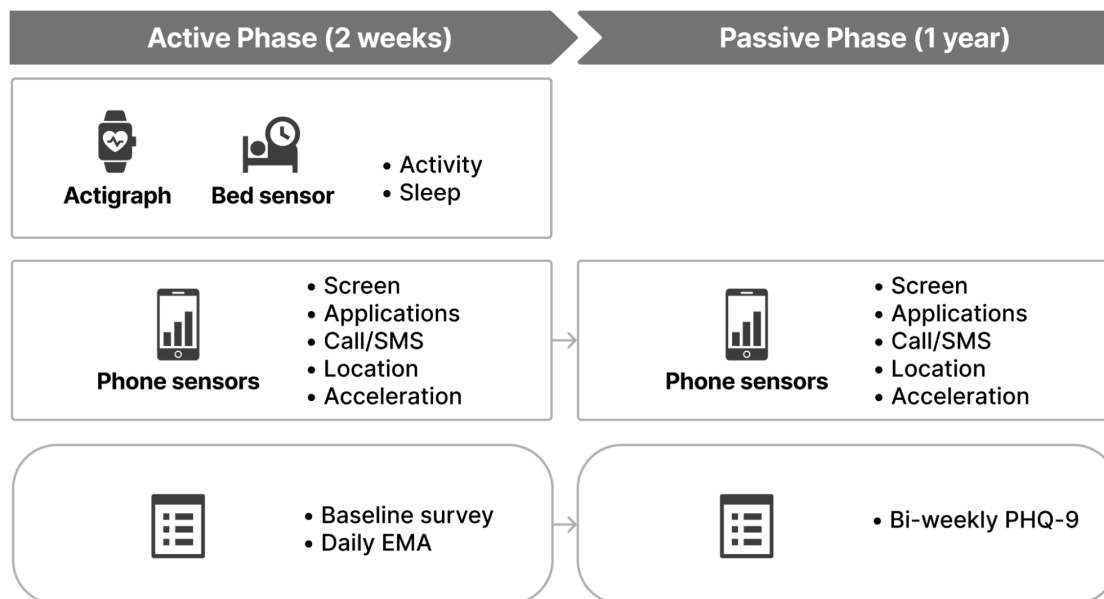 Active Phase (2 weeks)
Passive Phase (1 year)
Actigraph
Bed sensor
• Activity
• Sleep
Phone sensors
• Screen
• Applications
• Call/SMS
• Location
• Acceleration
Phone sensors
• Screen
• Applications
• Call/SMS
• Location
• Acceleration
• Baseline survey
• Daily EMA
• Bi-weekly PHQ-9